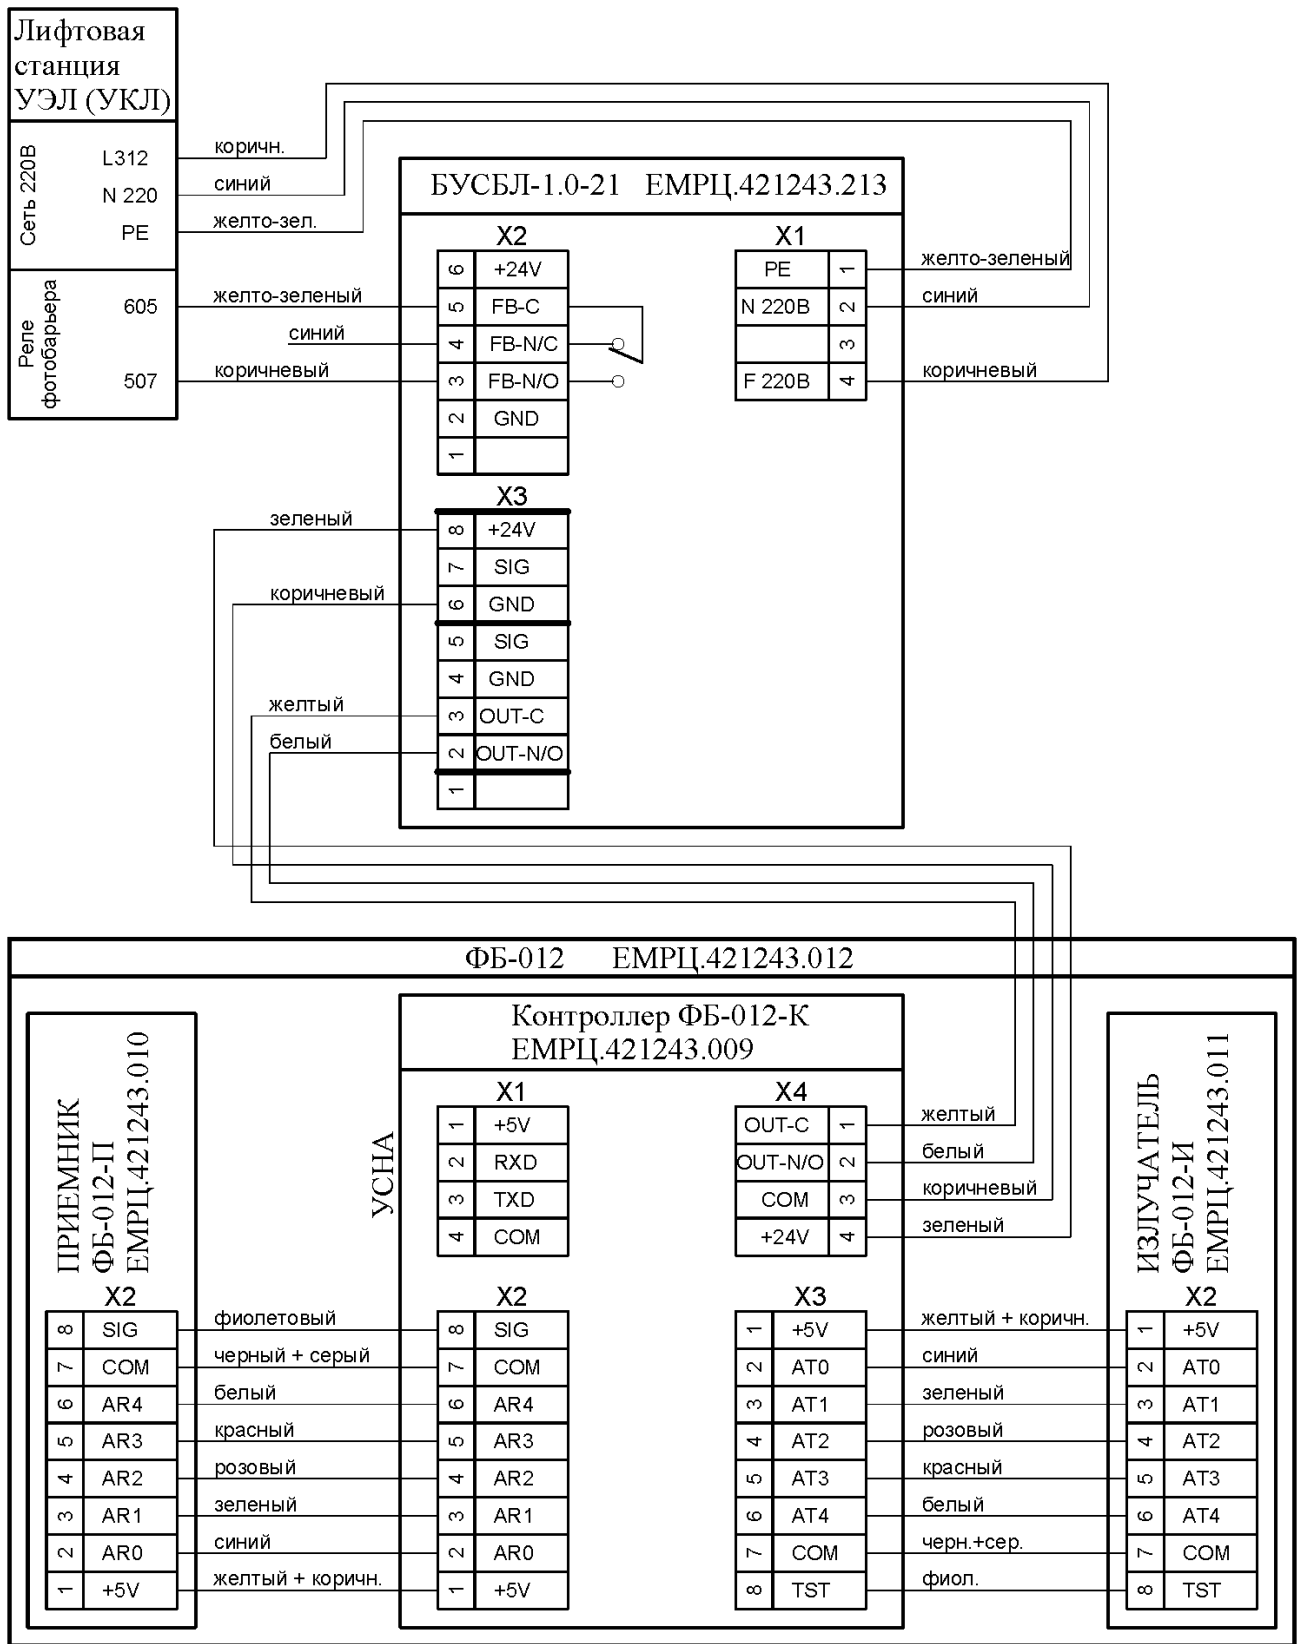 Лифтовая
станция
УЭЛ (УКЛ)
Сеть 220В
L312
коричн.
N 220
синий
PE
желто-зел.
Реле
фотобарьера
605
желто-зеленый
синий
507
коричневый
БУСБЛ-1.0-21 ЕМРЦ.421243.213
X2
6 +24V
5 FB-C
4 FB-N/C
3 FB-N/O
2 GND
1
X1
PE 1 желто-зеленый
N 220В 2 синий
3
F 220В 4 коричневый
X3
зеленый 8 +24V
7 SIG
коричневый 6 GND
5 SIG
4 GND
желтый 3 OUT-C
белый 2 OUT-N/O
1
ФБ-012 ЕМРЦ.421243.012
Контроллер ФБ-012-К
ЕМРЦ.421243.009
ПРИЕМНИК
ФБ-012-П
ЕМРЦ.421243.010
УСНА
X1
1 +5V
2 RXD
3 TXD
4 COM
X4
OUT-C 1 желтый
OUT-N/O 2 белый
COM 3 коричневый
+24V 4 зеленый
ИЗЛУЧАТЕЛЬ
ФБ-012-И
ЕМРЦ.421243.011
X2 X2
8 SIG фиолетовый 8 SIG
7 COM черный + серый 7 COM
6 AR4 белый 6 AR4
5 AR3 красный 5 AR3
4 AR2 розовый 4 AR2
3 AR1 зеленый 3 AR1
2 AR0 синий 2 AR0
1 +5V желтый + коричн. 1 +5V
X3 X2
1 +5V желтый + коричн. 1 +5V
2 AT0 синий 2 AT0
3 AT1 зеленый 3 AT1
4 AT2 розовый 4 AT2
5 AT3 красный 5 AT3
6 AT4 белый 6 AT4
7 COM черн.+сер. 7 COM
8 TST фиол. 8 TST